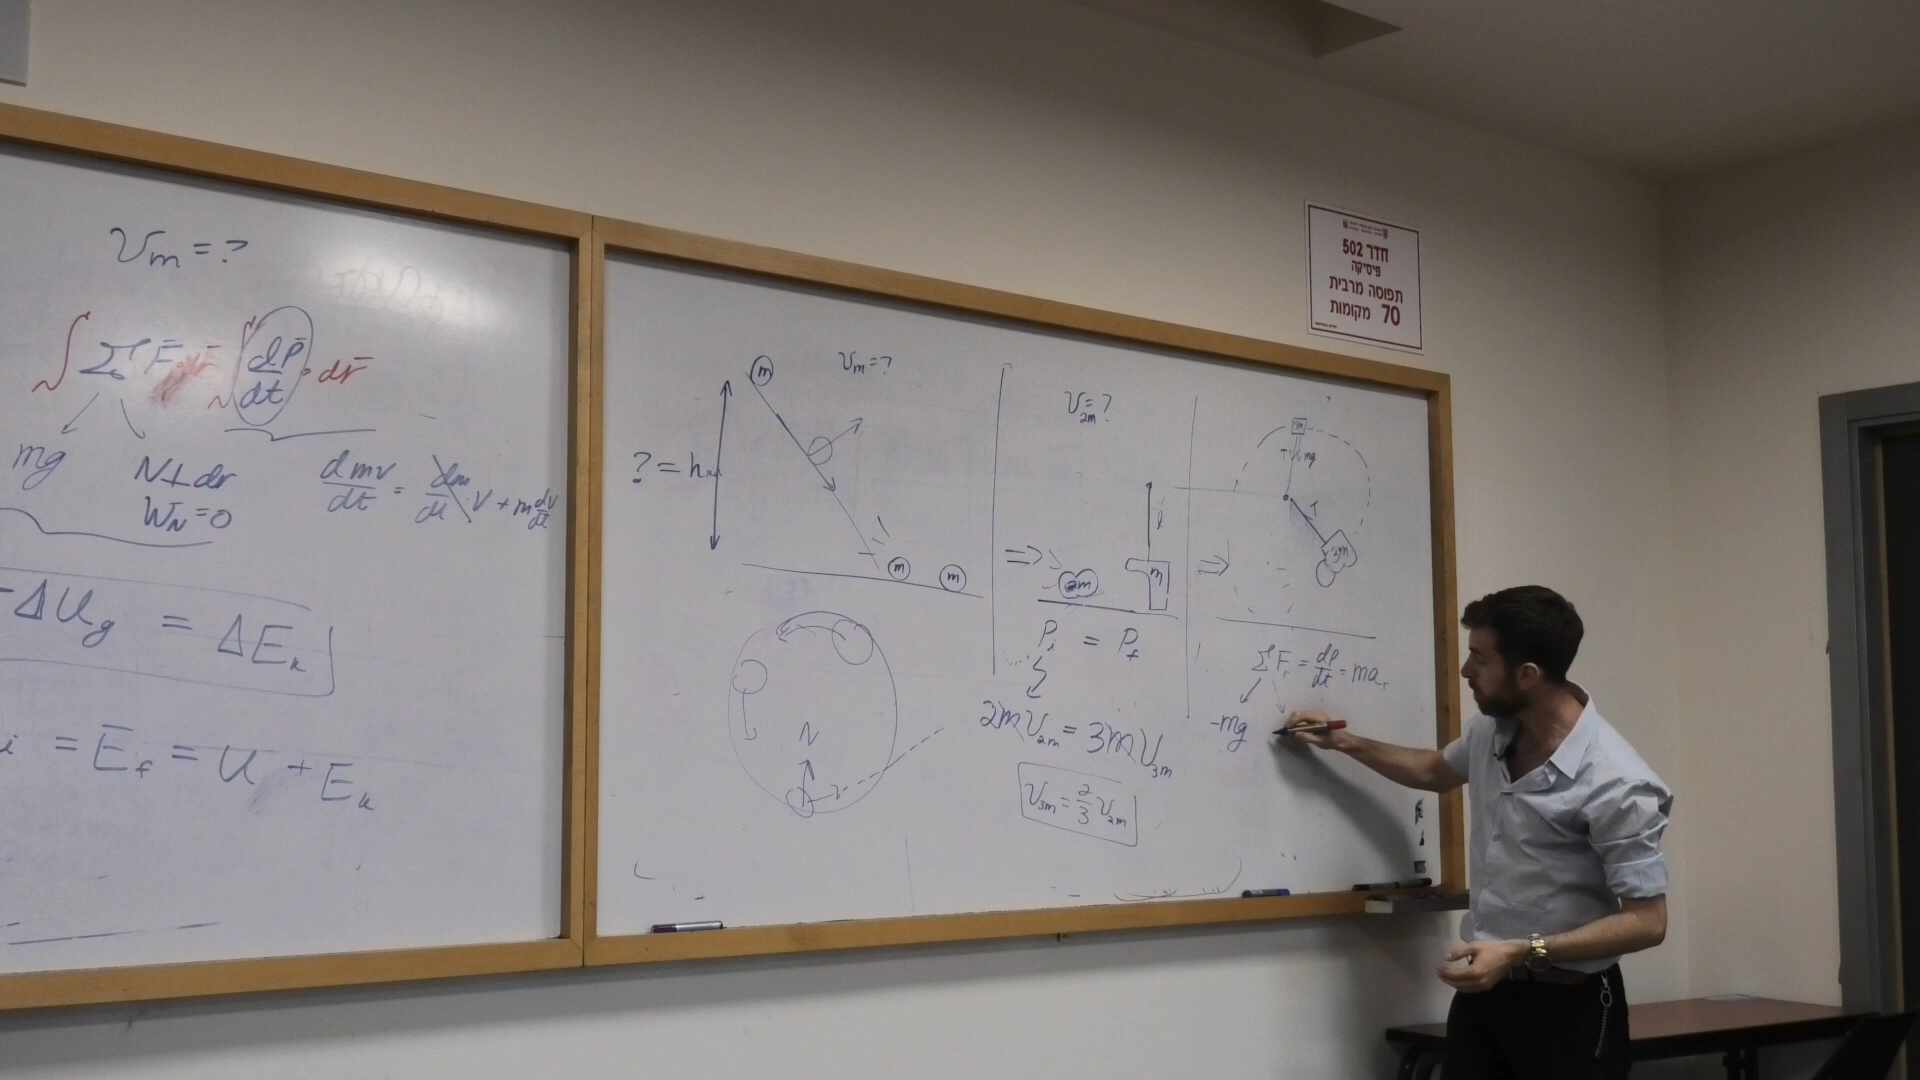 v_m = ?
∫ Σ F̄ · dr̄ = ∫ dP̄/dt · dr̄
mg
N ⊥ dr
W_N = 0
dmv/dt = dm/dt · v + m dv/dt
-ΔU_g = ΔE_k
i = E_f = U + E_k
m
v_m = ?
? = h
m
m
N
v_2m = ?
⇒
2m
m
l
P_i = P_f
2mv_2m = 3mv_3m
v_3m = 2/3 v_2m
⇒
3m
T
mg
T
3m
ΣF_r = dP/dt = ma_r
-mg
חדר 502
פיסיקה
תפוסה מרבית
70 מקומות